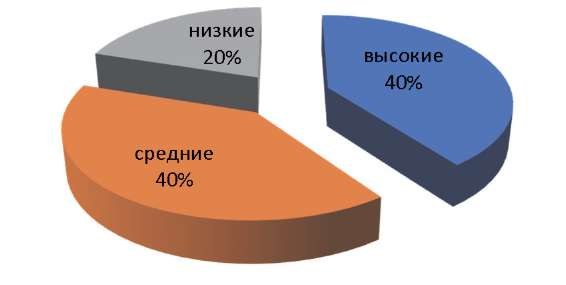 низкие
20%
высокие
40%
средние
40%